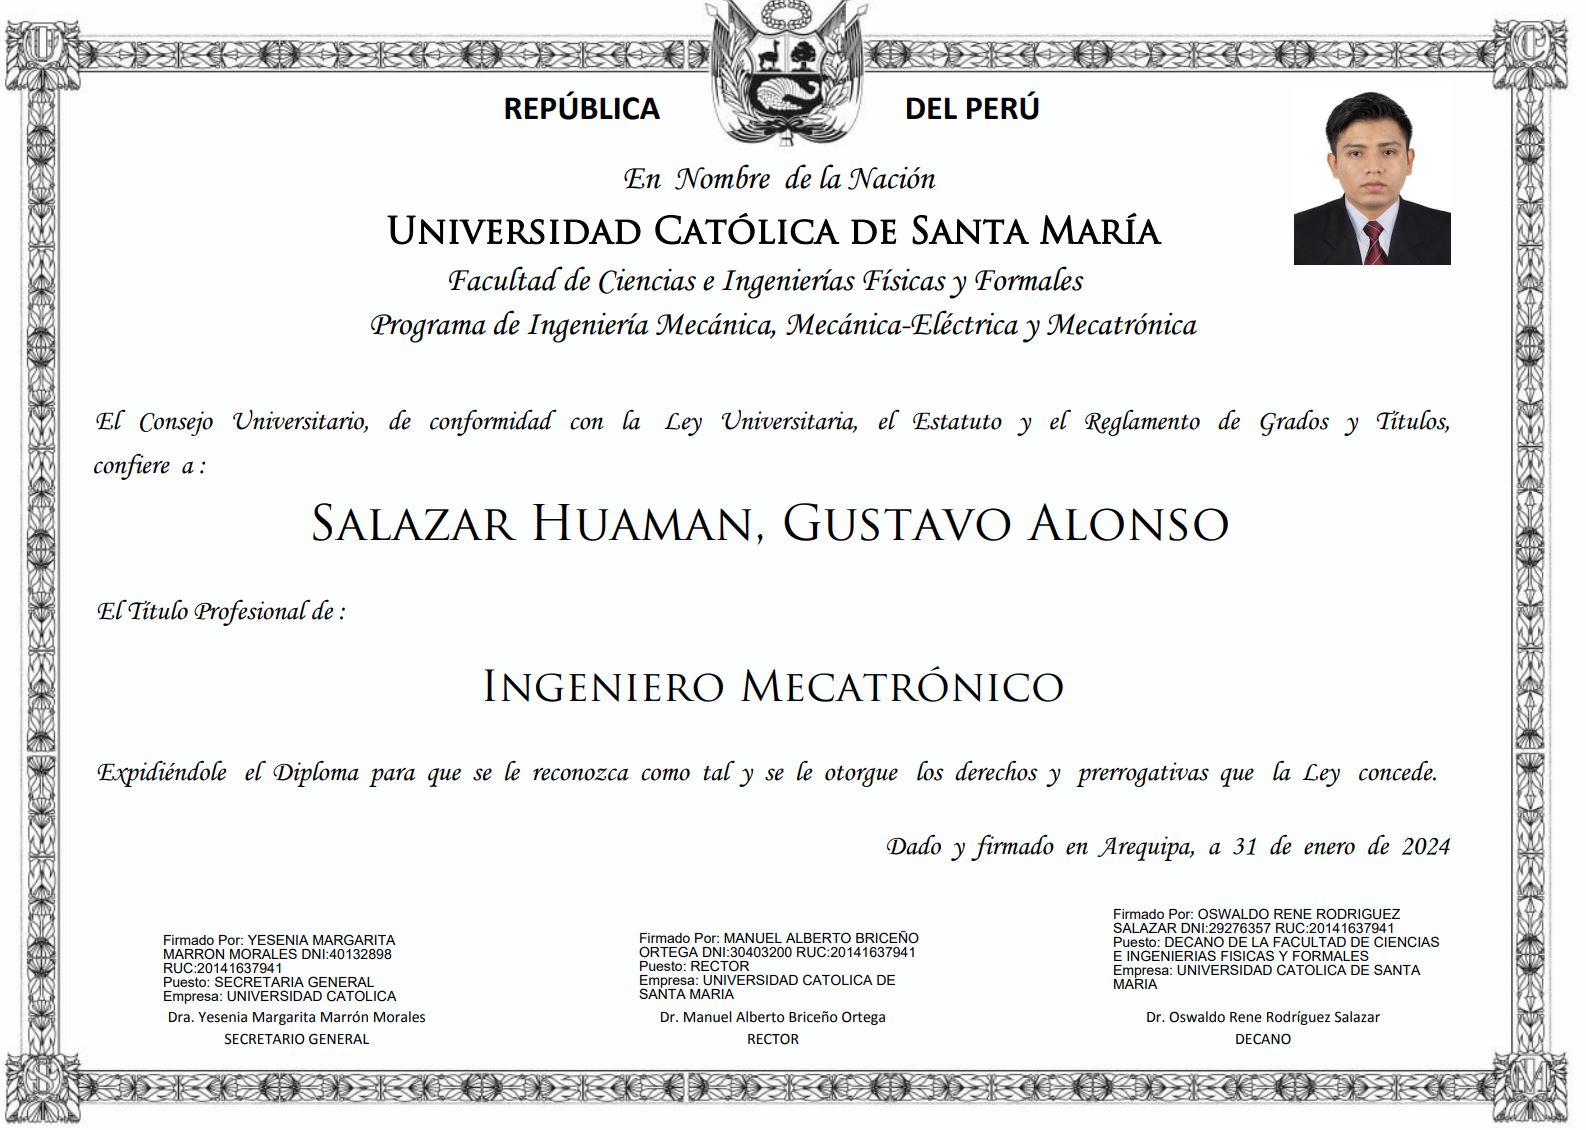 REPÚBLICA DEL PERÚ
En Nombre de la Nación
UNIVERSIDAD CATÓLICA DE SANTA MARÍA
Facultad de Ciencias e Ingenierías Físicas y Formales
Programa de Ingeniería Mecánica, Mecánica-Eléctrica y Mecatrónica
El Consejo Universitario, de conformidad con la Ley Universitaria, el Estatuto y el Reglamento de Grados y Títulos,
confiere a :
SALAZAR HUAMAN, GUSTAVO ALONSO
El Título Profesional de :
INGENIERO MECATRÓNICO
Expidiéndole el Diploma para que se le reconozca como tal y se le otorgue los derechos y prerrogativas que la Ley concede.
Dado y firmado en Arequipa, a 31 de enero de 2024
Firmado Por: YESENIA MARGARITA
MARRON MORALES DNI:40132898
RUC:20141637941
Puesto: SECRETARIA GENERAL
Empresa: UNIVERSIDAD CATOLICA
Dra. Yesenia Margarita Marrón Morales
SECRETARIO GENERAL
Firmado Por: MANUEL ALBERTO BRICEÑO
ORTEGA DNI:30403200 RUC:20141637941
Puesto: RECTOR
Empresa: UNIVERSIDAD CATOLICA DE
SANTA MARIA
Dr. Manuel Alberto Briceño Ortega
RECTOR
Firmado Por: OSWALDO RENE RODRIGUEZ
SALAZAR DNI:29276357 RUC:20141637941
Puesto: DECANO DE LA FACULTAD DE CIENCIAS
E INGENIERIAS FISICAS Y FORMALES
Empresa: UNIVERSIDAD CATOLICA DE SANTA
MARIA
Dr. Oswaldo Rene Rodríguez Salazar
DECANO